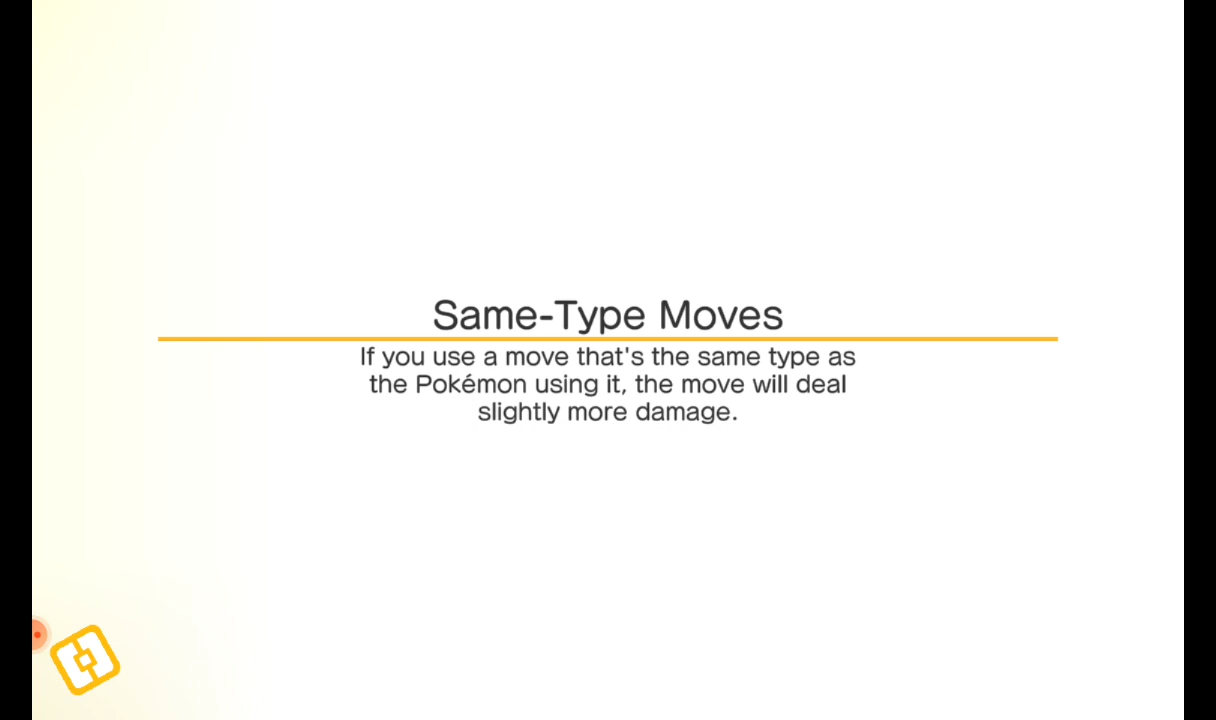 Same-Type Moves
If you use a move that's the same type as
the Pokémon using it, the move will deal
slightly more damage.